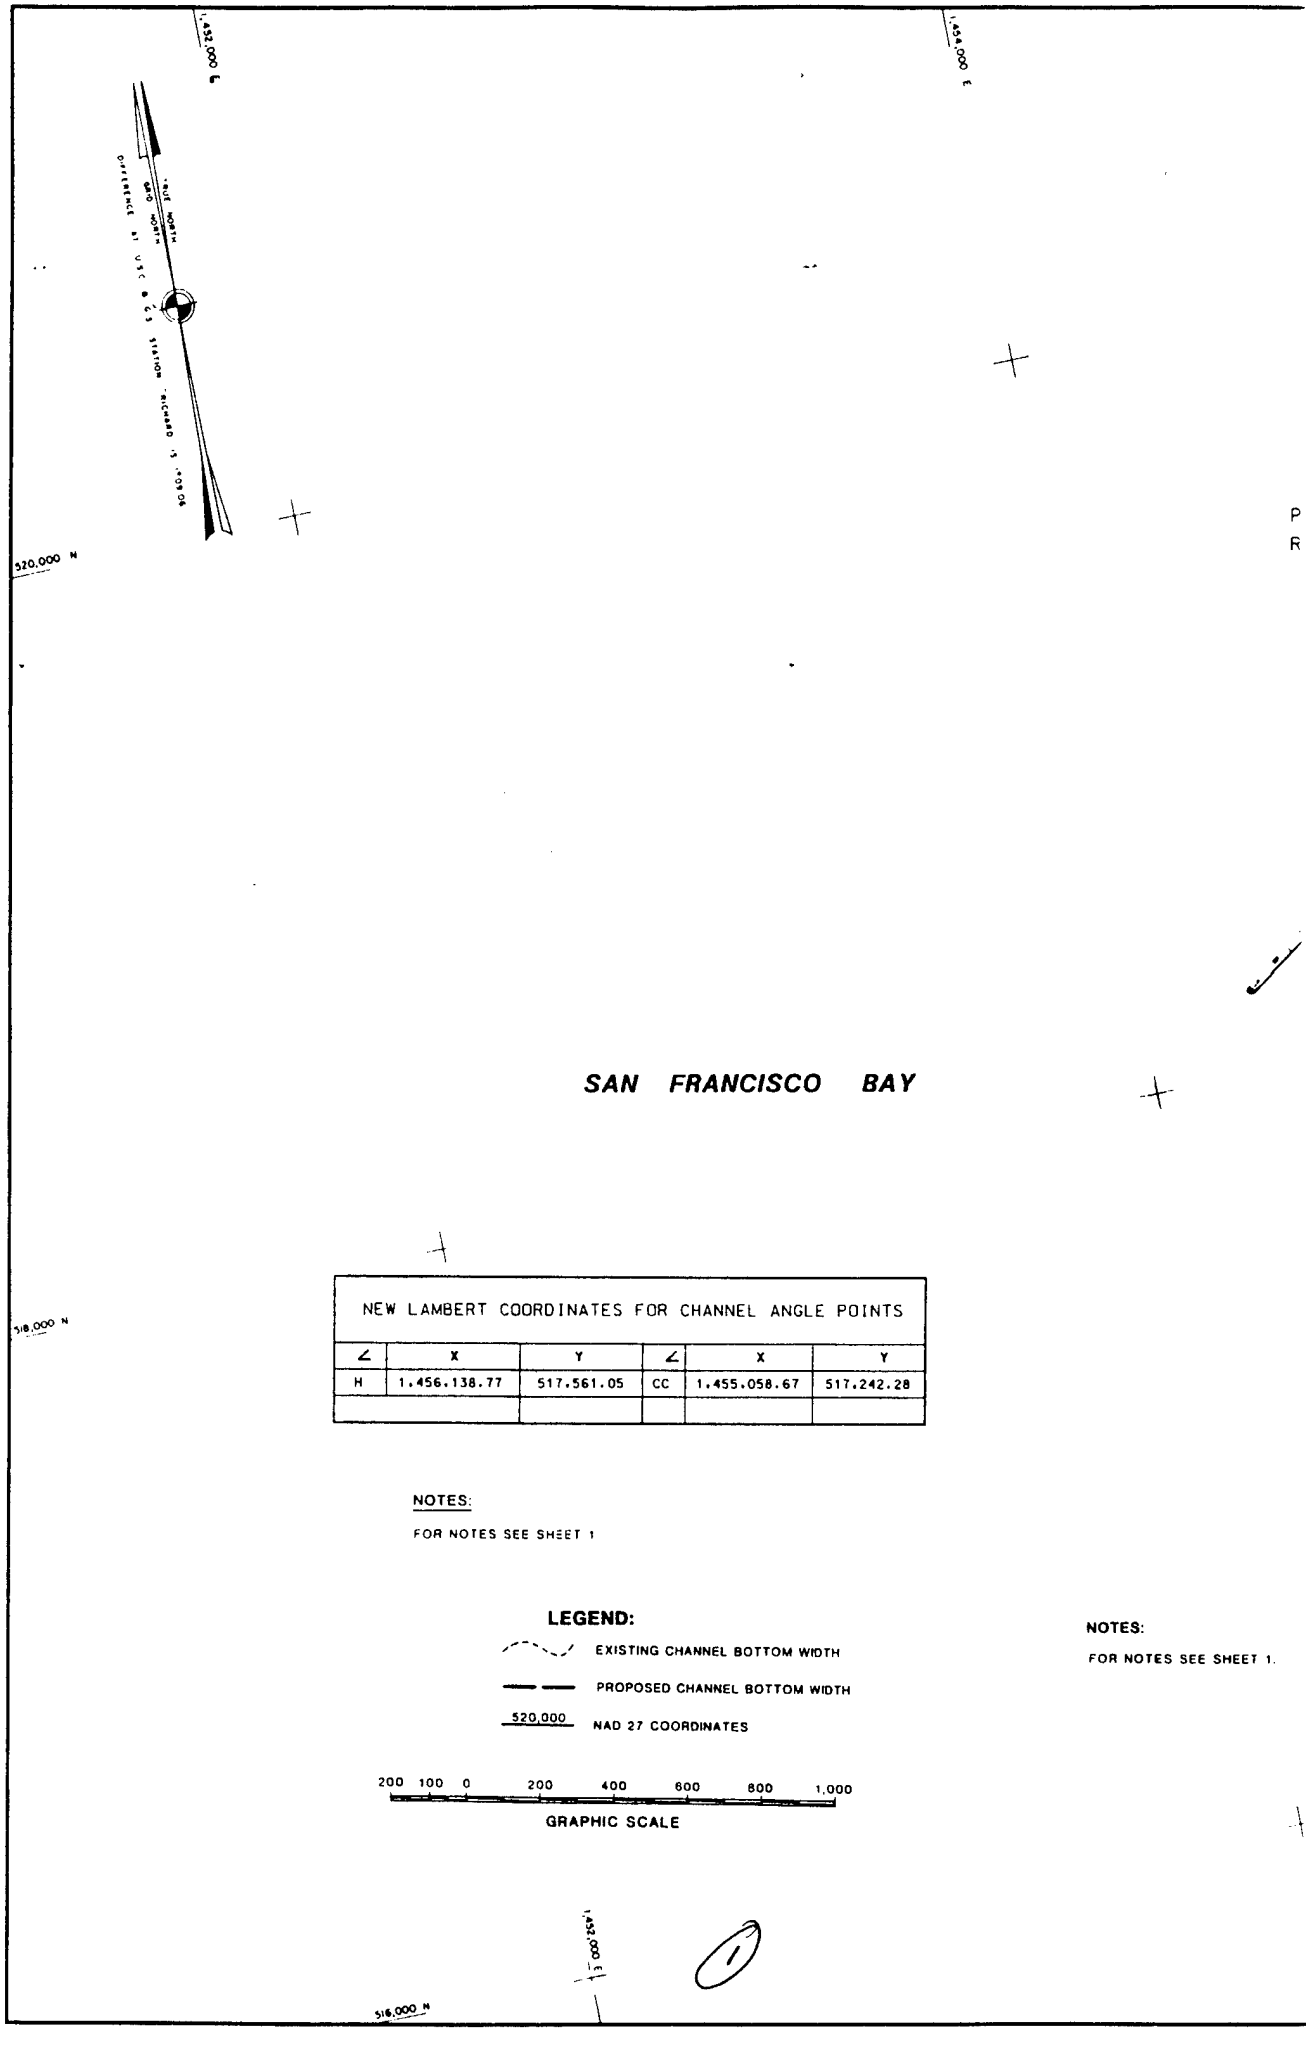 1,452,000 E
1,454,000 E
TRUE NORTH
GRID NORTH
DIFFERENCE AT U S C & G S STATION RICHARD IS
P
R
520,000 N
SAN FRANCISCO BAY
518,000 N
NEW LAMBERT COORDINATES FOR CHANNEL ANGLE POINTS
∠ X Y ∠ X Y
H 1,456,138.77 517,561.05 CC 1,455,058.67 517,242.28
NOTES:
FOR NOTES SEE SHEET 1
LEGEND:
EXISTING CHANNEL BOTTOM WIDTH
PROPOSED CHANNEL BOTTOM WIDTH
520,000 NAD 27 COORDINATES
NOTES:
FOR NOTES SEE SHEET 1.
200 100 0 200 400 600 800 1,000
GRAPHIC SCALE
1,452,000 E
1
516,000 N